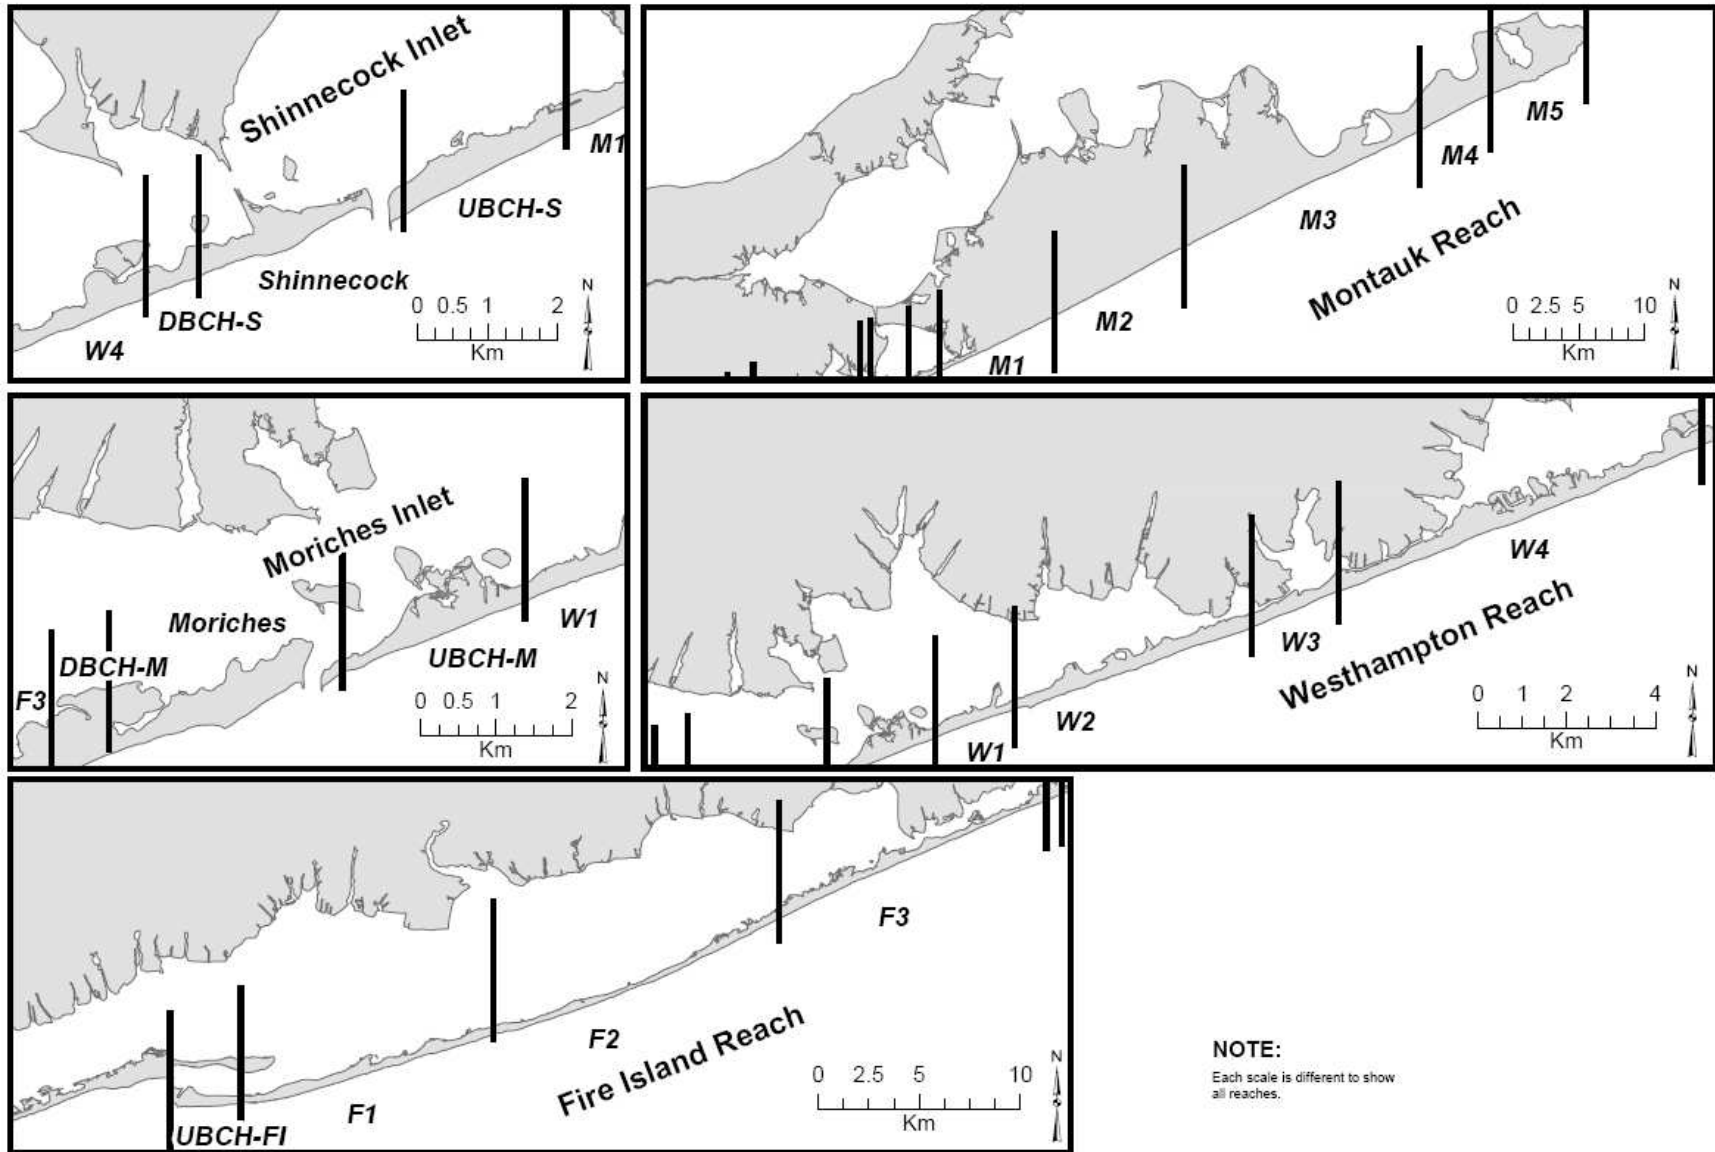 Shinnecock Inlet
M1
UBCH-S
Shinnecock
DBCH-S
W4
0 0.5 1 2
Km
N
M5
M4
M3
Montauk Reach
M2
M1
0 2.5 5 10
Km
N
Moriches Inlet
Moriches
W1
DBCH-M
UBCH-M
F3
0 0.5 1 2
Km
N
W4
W3
Westhampton Reach
W2
W1
0 1 2 4
Km
N
F3
F2
Fire Island Reach
F1
UBCH-FI
0 2.5 5 10
Km
N
NOTE:
Each scale is different to show
all reaches.